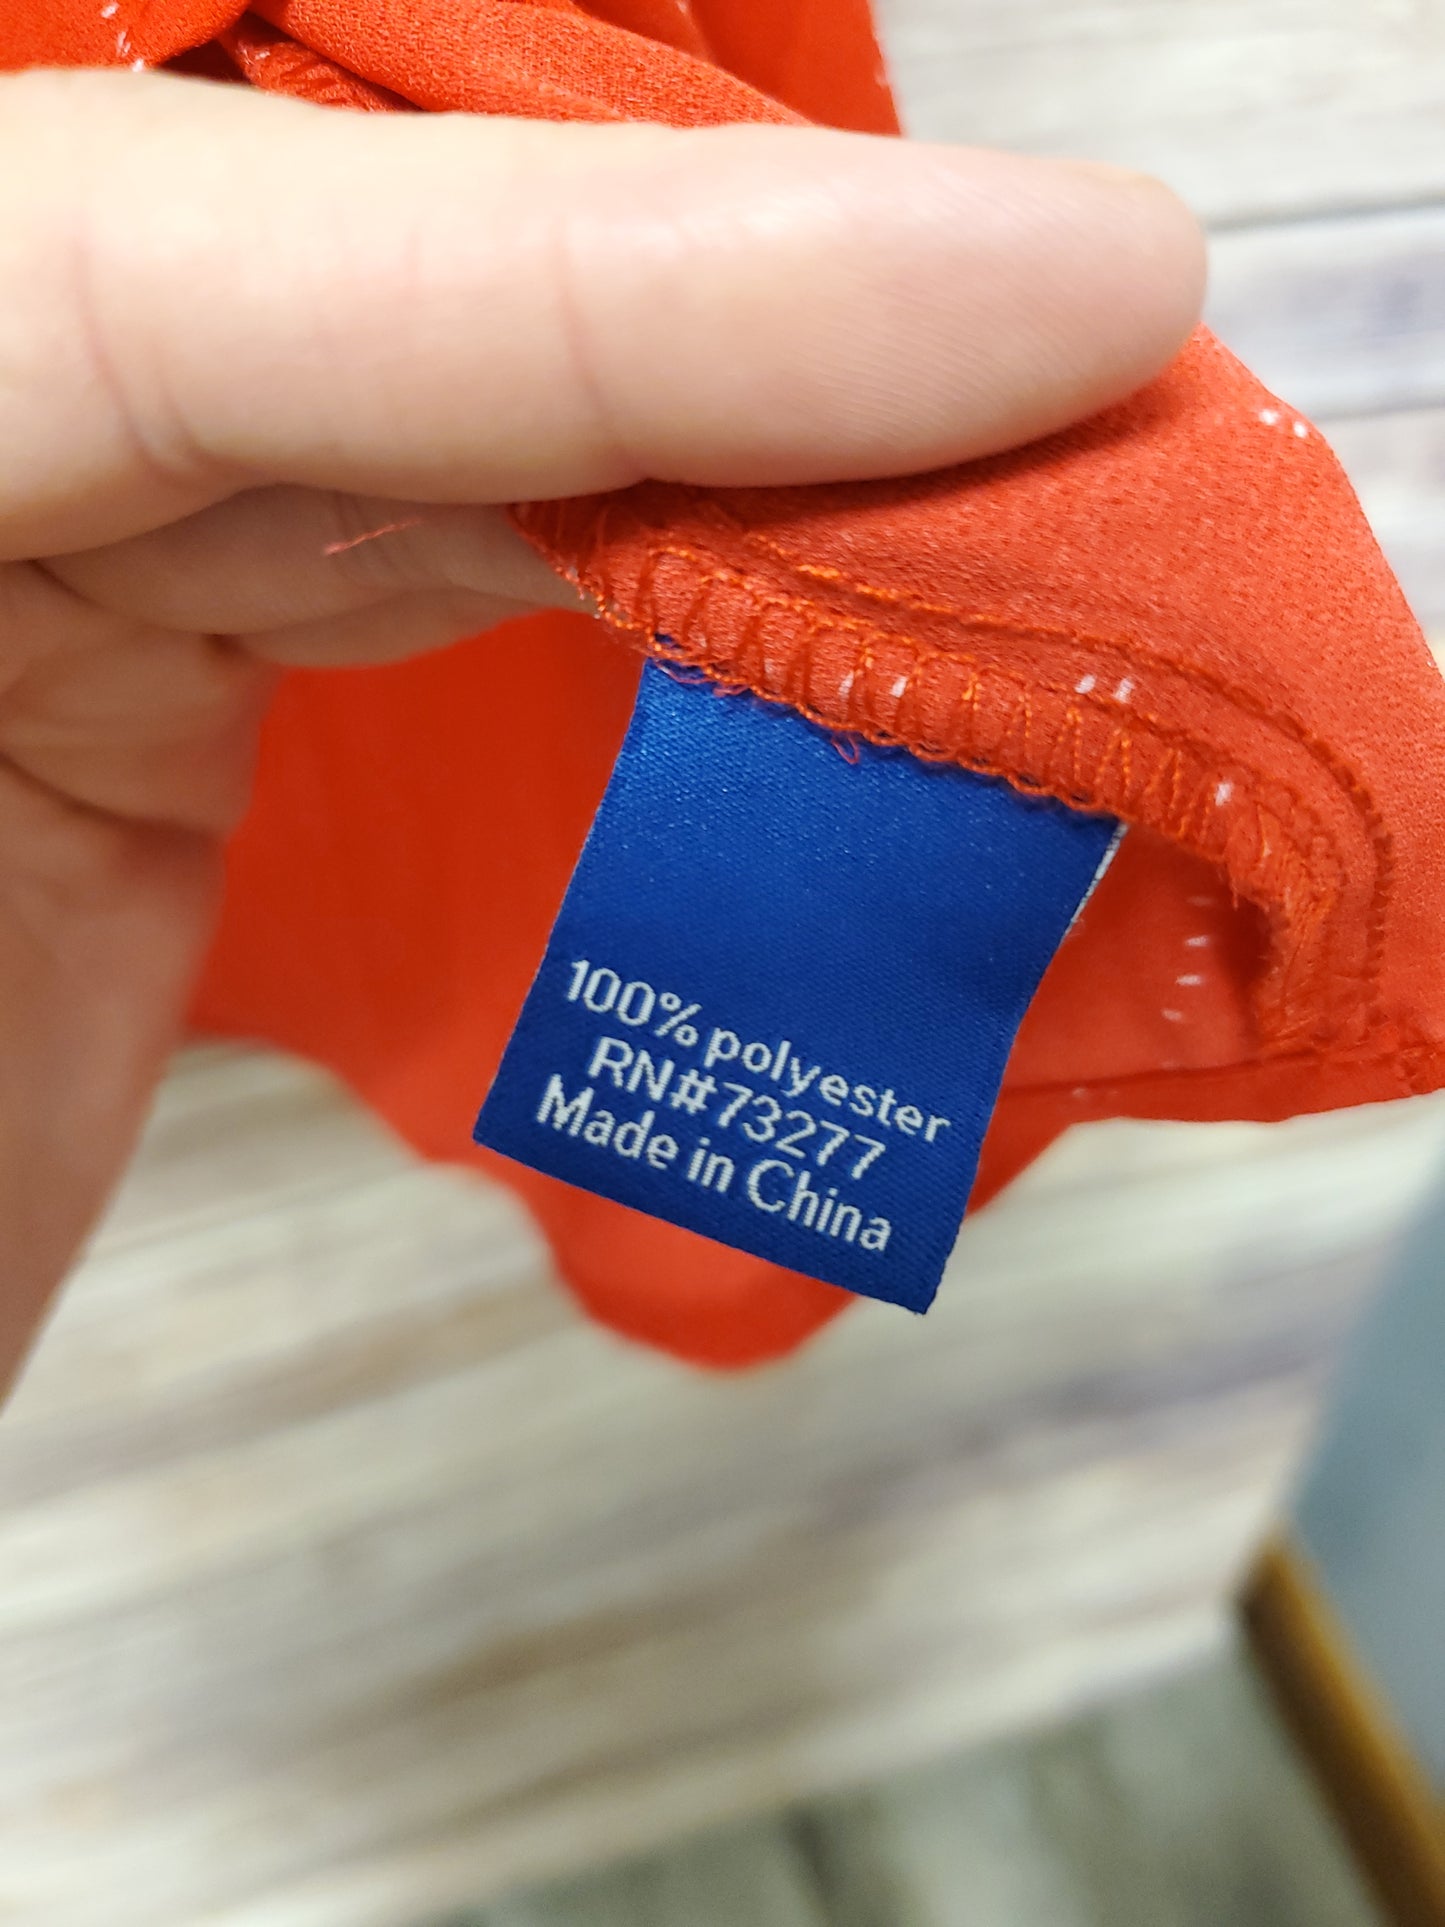 100% polyester
RN#73277
Made in China